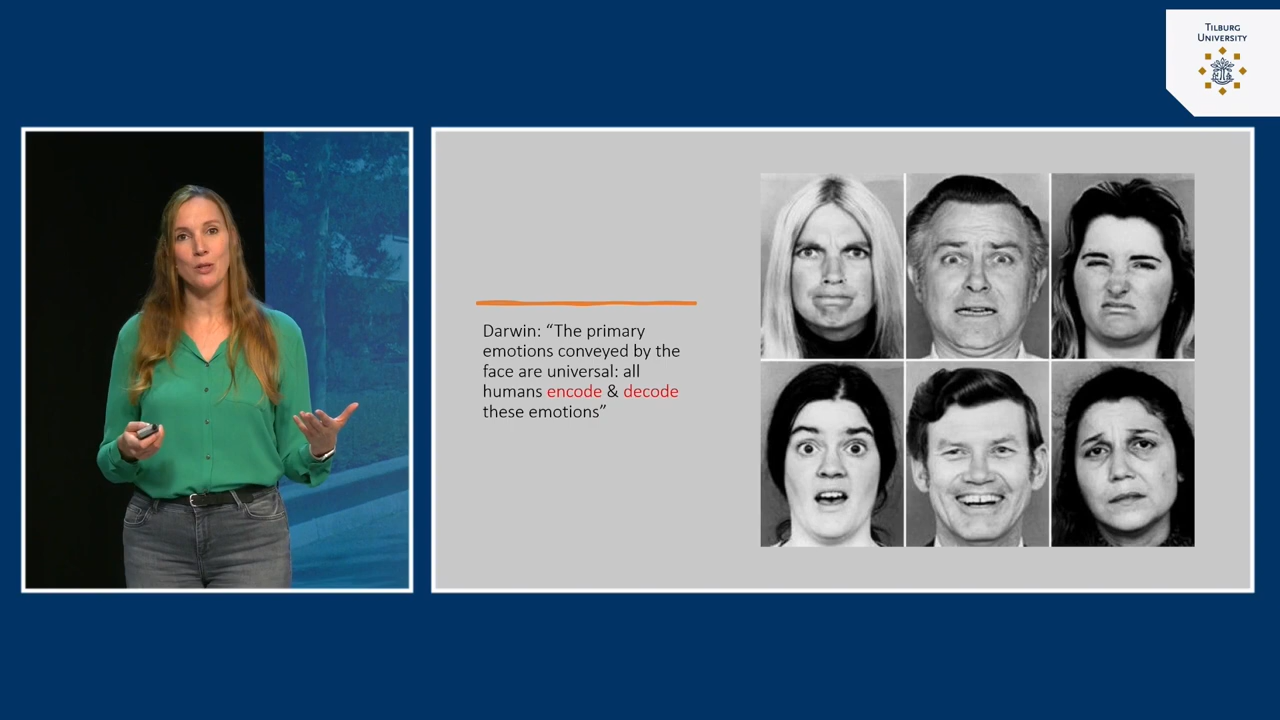 TILBURG
UNIVERSITY
Darwin: “The primary
emotions conveyed by the
face are universal: all
humans encode & decode
these emotions”